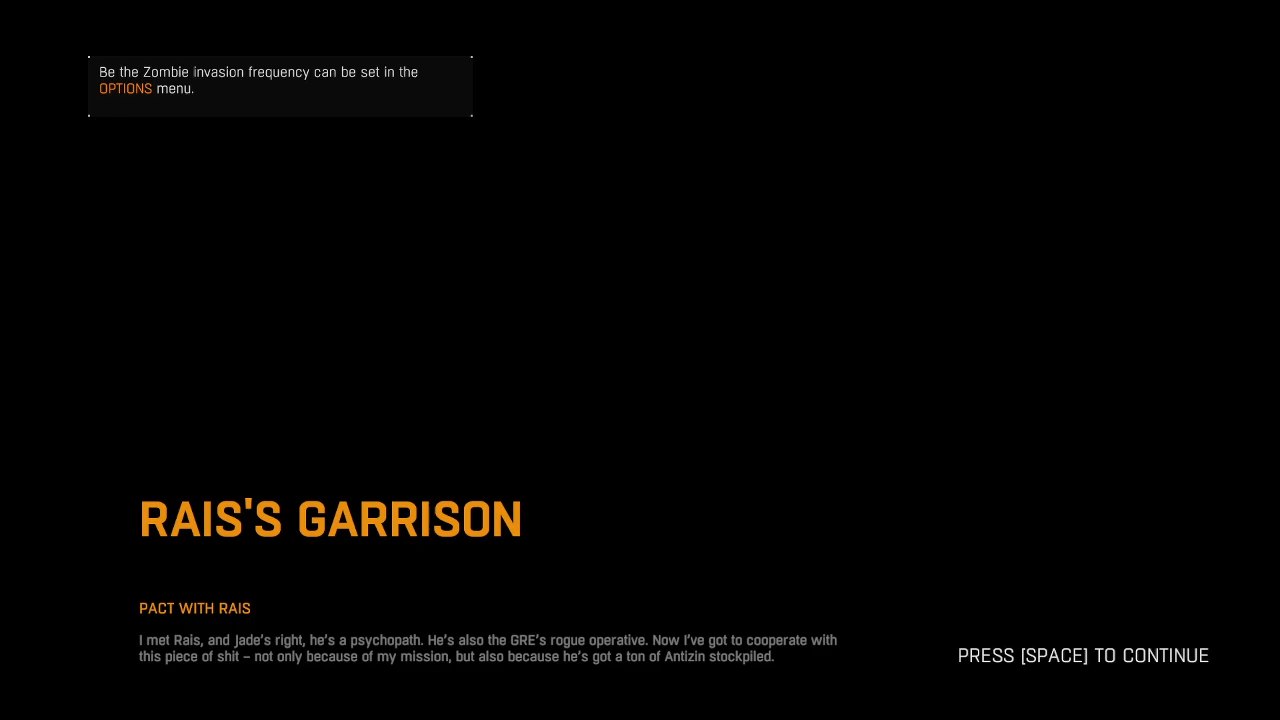 Be the Zombie invasion frequency can be set in the
OPTIONS menu.
RAIS'S GARRISON
PACT WITH RAIS
I met Rais, and Jade's right, he's a psychopath. He's also the GRE's rogue operative. Now I've got to cooperate with
this piece of shit – not only because of my mission, but also because he's got a ton of Antizin stockpiled.
PRESS [SPACE] TO CONTINUE